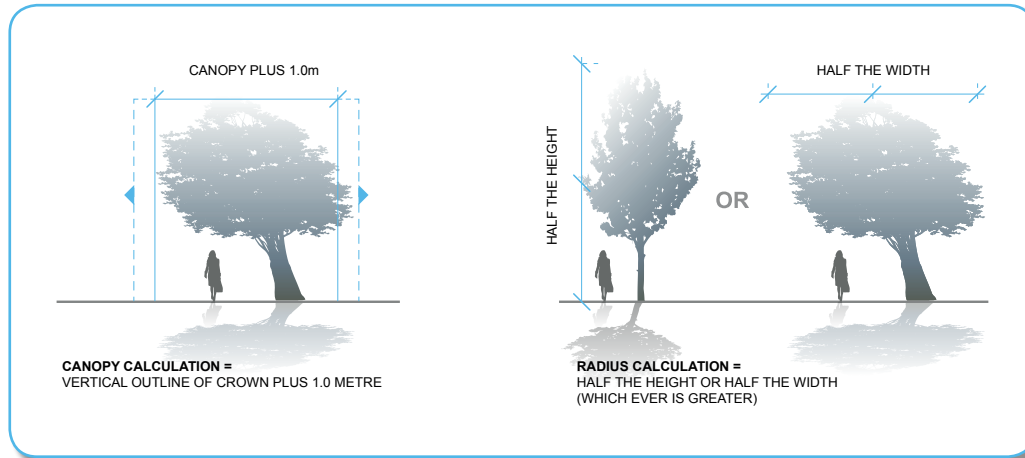 CANOPY PLUS 1.0m
CANOPY CALCULATION =
VERTICAL OUTLINE OF CROWN PLUS 1.0 METRE
HALF THE HEIGHT
OR
HALF THE WIDTH
RADIUS CALCULATION =
HALF THE HEIGHT OR HALF THE WIDTH
(WHICH EVER IS GREATER)